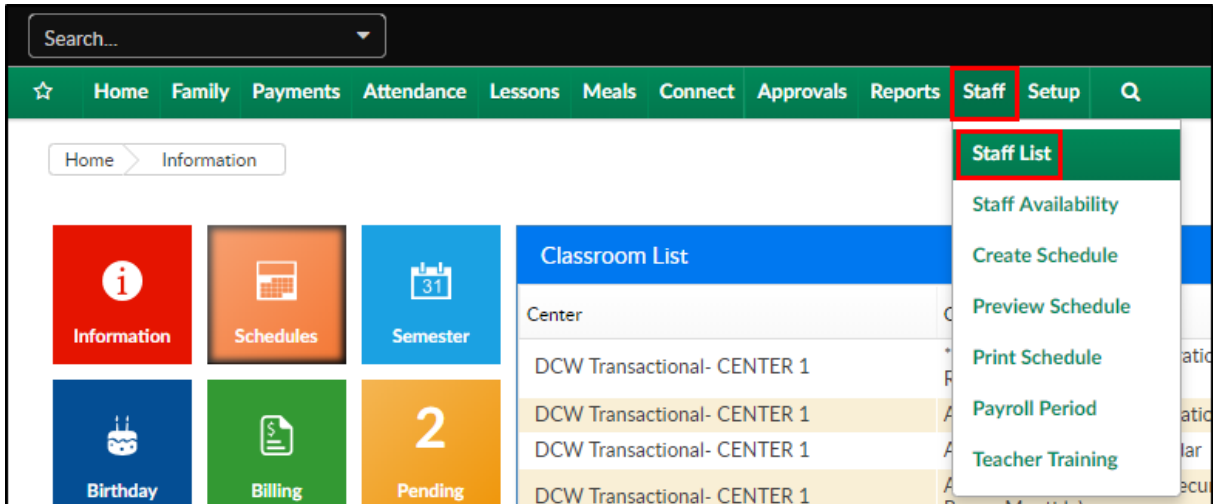 Search...
Home Family Payments Attendance Lessons Meals Connect Approvals Reports Staff Setup
Home Information
Staff List
Staff Availability
Create Schedule
Preview Schedule
Print Schedule
Payroll Period
Teacher Training
Information
Schedules
31
Semester
Birthday
$
Billing
2
Pending
Classroom List
Center
DCW Transactional- CENTER 1
DCW Transactional- CENTER 1
DCW Transactional- CENTER 1
DCW Transactional- CENTER 1